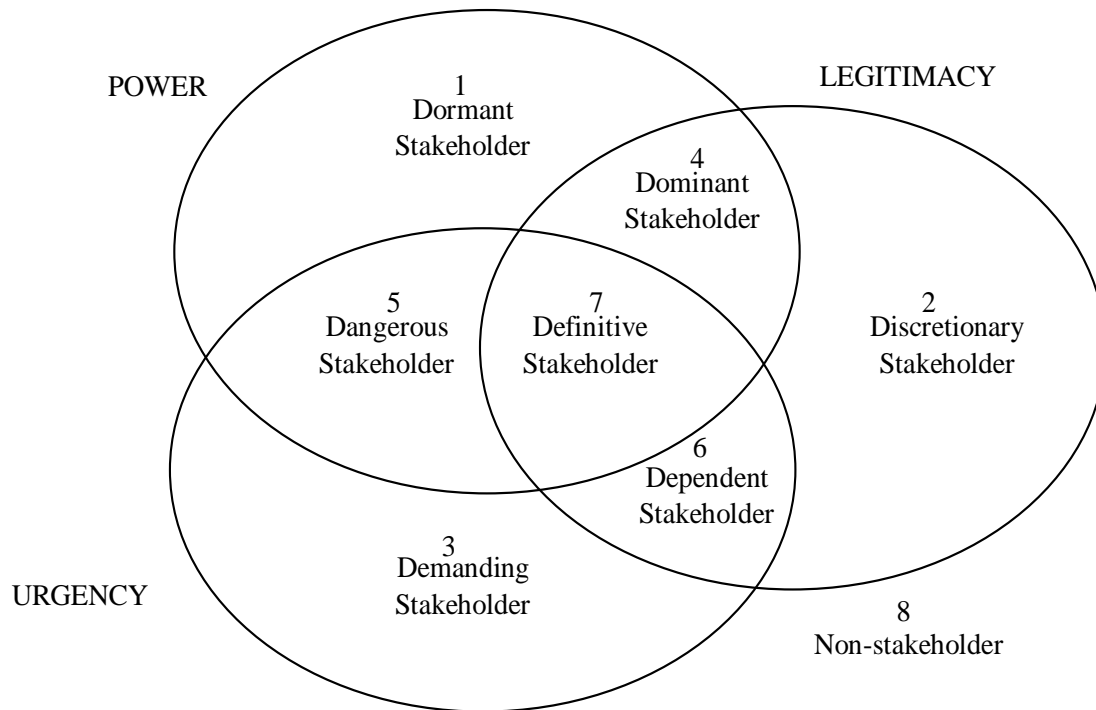 POWER
1
Dormant
Stakeholder
LEGITIMACY
4
Dominant
Stakeholder
5
Dangerous
Stakeholder
7
Definitive
Stakeholder
2
Discretionary
Stakeholder
6
Dependent
Stakeholder
3
Demanding
Stakeholder
URGENCY
8
Non-stakeholder